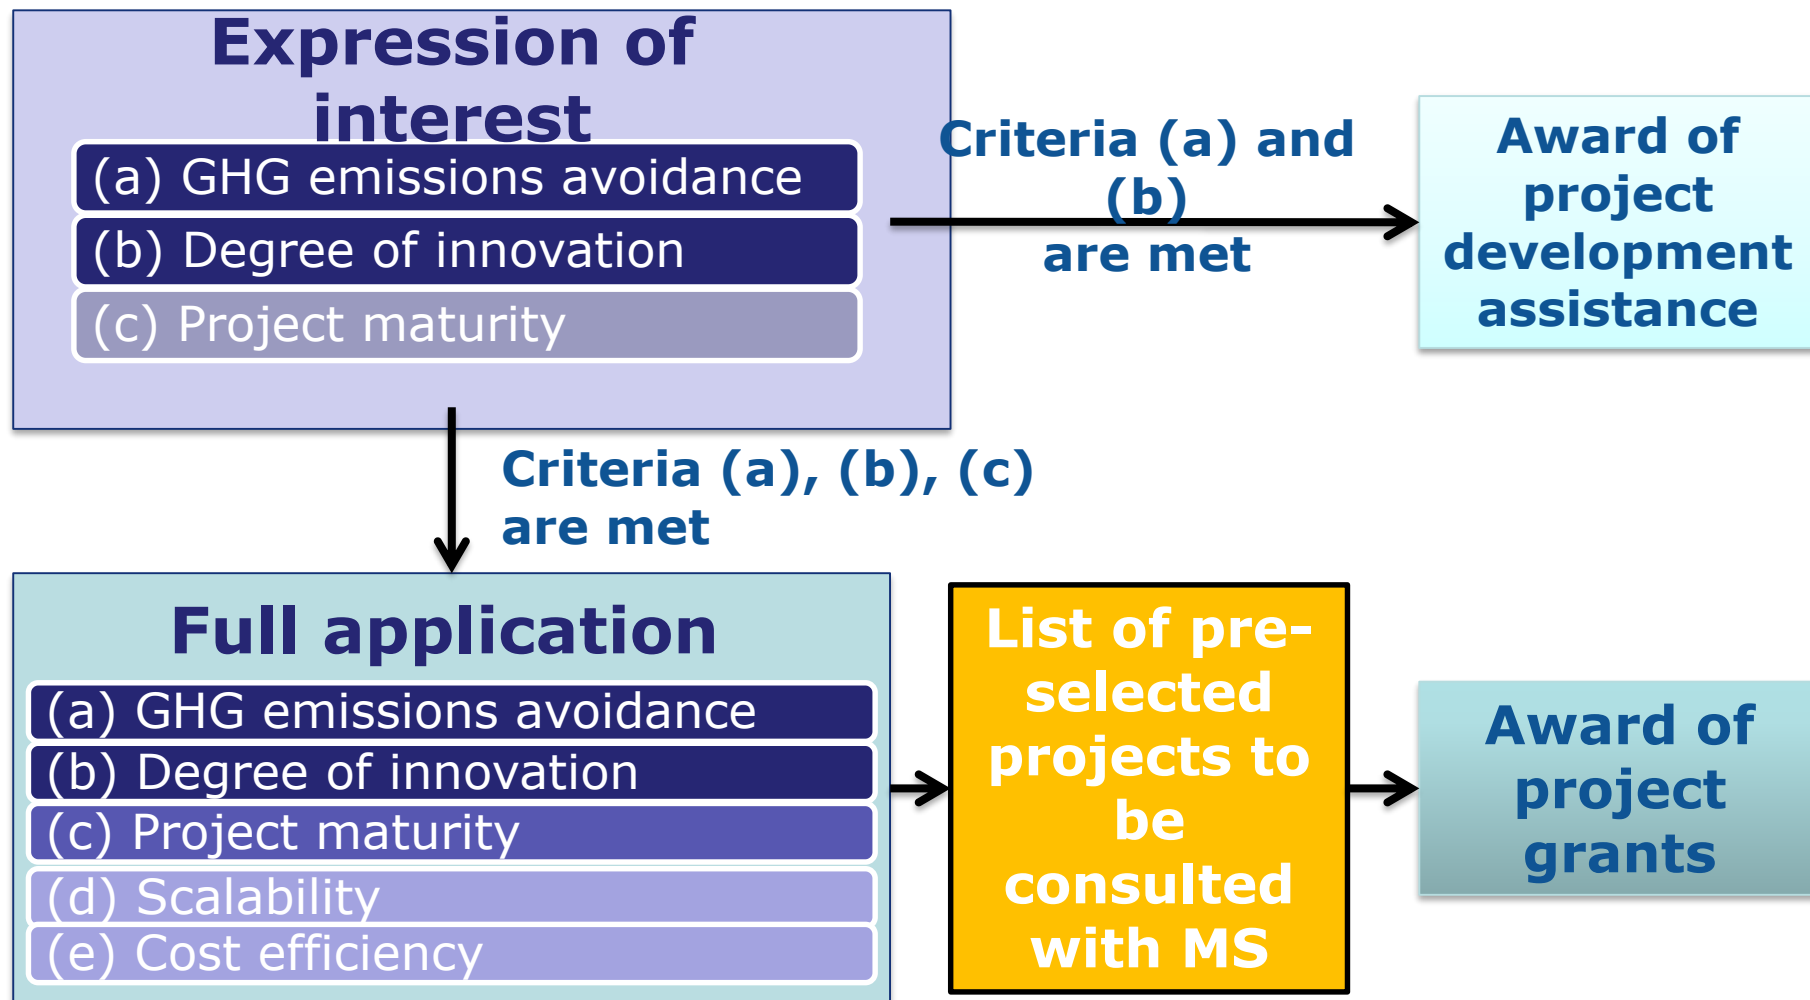 Expression of
interest
(a) GHG emissions avoidance
(b) Degree of innovation
(c) Project maturity
Criteria (a) and
(b)
are met
Award of
project
development
assistance
Criteria (a), (b), (c)
are met
Full application
(a) GHG emissions avoidance
(b) Degree of innovation
(c) Project maturity
(d) Scalability
(e) Cost efficiency
List of pre-
selected
projects to
be
consulted
with MS
Award of
project
grants